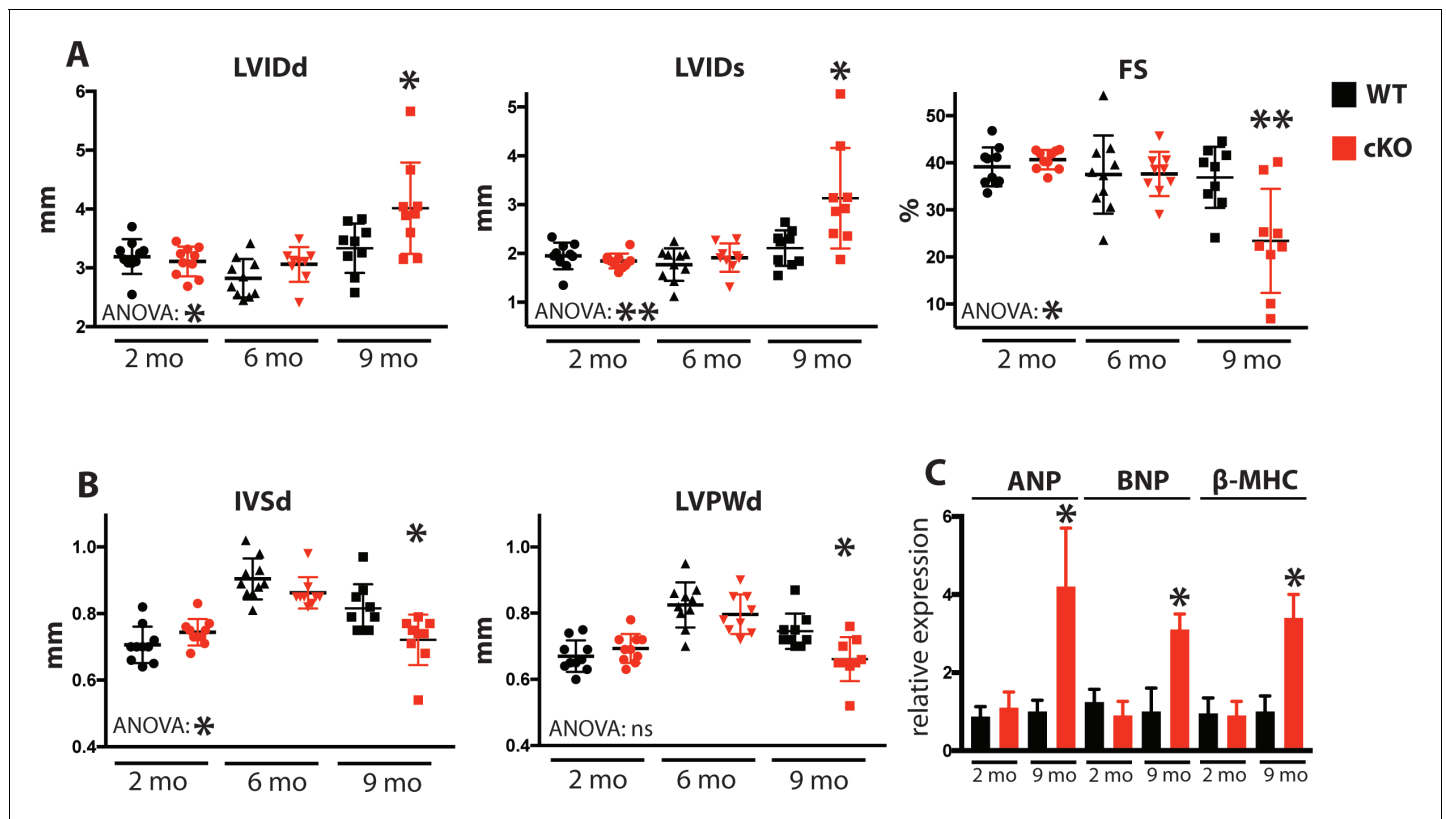 A
LVIDd
LVIDs
FS
WT
cKO
*
*
**
6
5
4
3
2
mm
ANOVA: *
2 mo 6 mo 9 mo
5
4
3
2
1
mm
ANOVA: **
2 mo 6 mo 9 mo
50
40
30
10
%
ANOVA: *
2 mo 6 mo 9 mo
B
IVSd
LVPWd
*
*
1.0
0.8
0.6
0.4
mm
ANOVA: *
2 mo 6 mo 9 mo
1.0
0.8
0.6
0.4
mm
ANOVA: ns
2 mo 6 mo 9 mo
C
ANP BNP β-MHC
* * *
6
4
2
0
relative expression
2 mo 9 mo 2 mo 9 mo 2 mo 9 mo